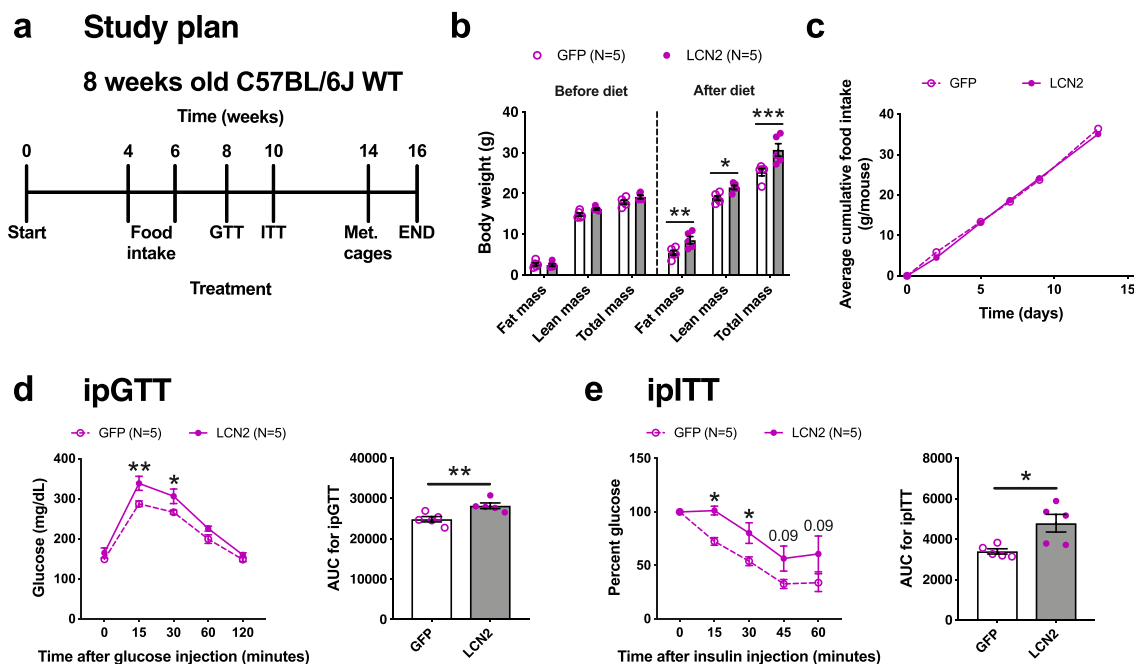 a Study plan
8 weeks old C57BL/6J WT
Time (weeks)
0 4 6 8 10 14 16
Start Food intake GTT ITT Met. cages END
Treatment
b
GFP (N=5) LCN2 (N=5)
Before diet After diet
Body weight (g)
40
30
20
10
0
** * ***
Fat mass Lean mass Total mass Fat mass Lean mass Total mass
c
GFP LCN2
Average cumulative food intake
(g/mouse)
40
30
20
10
0
0 5 10 15
Time (days)
d ipGTT
GFP (N=5) LCN2 (N=5)
Glucose (mg/dL)
400
300
200
100
** *
0 15 30 60 120
Time after glucose injection (minutes)
AUC for ipGTT
40000
30000
20000
10000
0
**
GFP LCN2
e ipITT
GFP (N=5) LCN2 (N=5)
Percent glucose
150
100
50
0
* * 0.09 0.09
0 15 30 45 60
Time after insulin injection (minutes)
AUC for ipITT
8000
6000
4000
2000
0
*
GFP LCN2